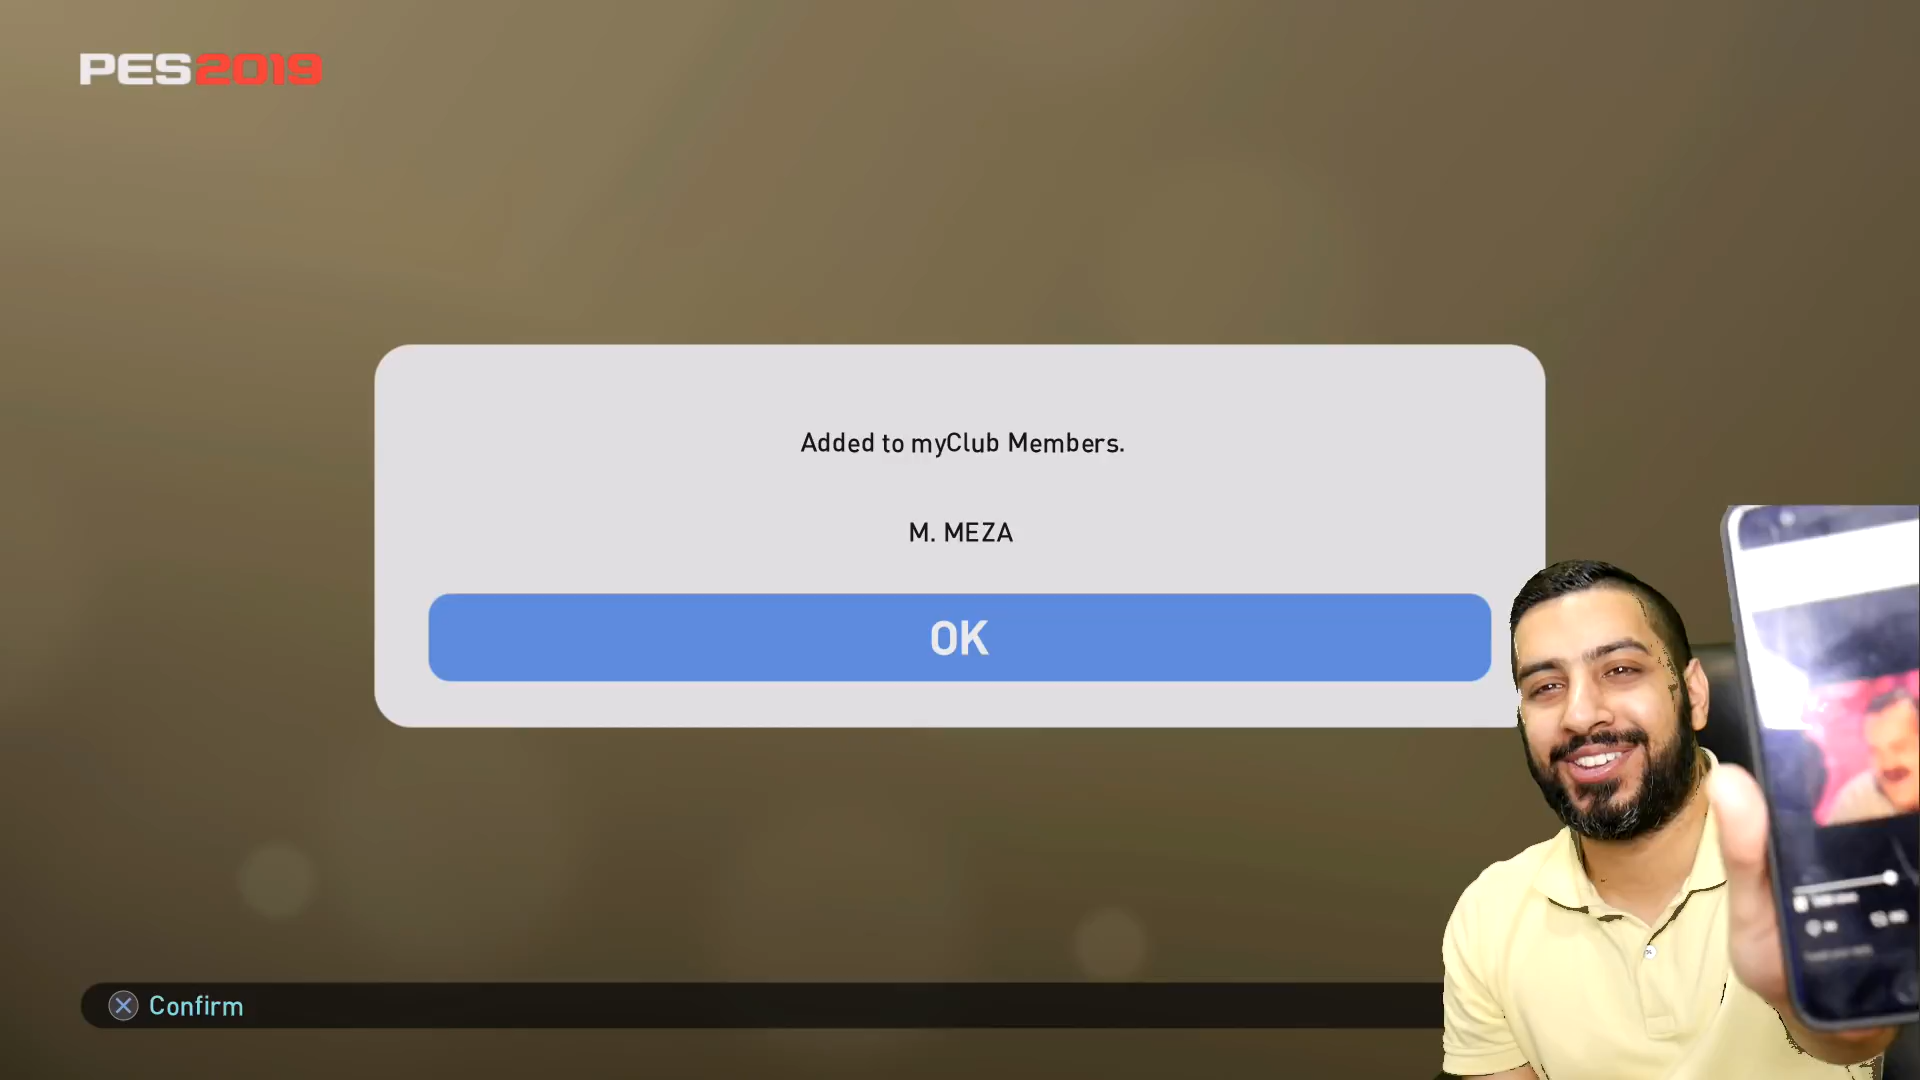 PES2019
Added to myClub Members.
M. MEZA
OK
Confirm